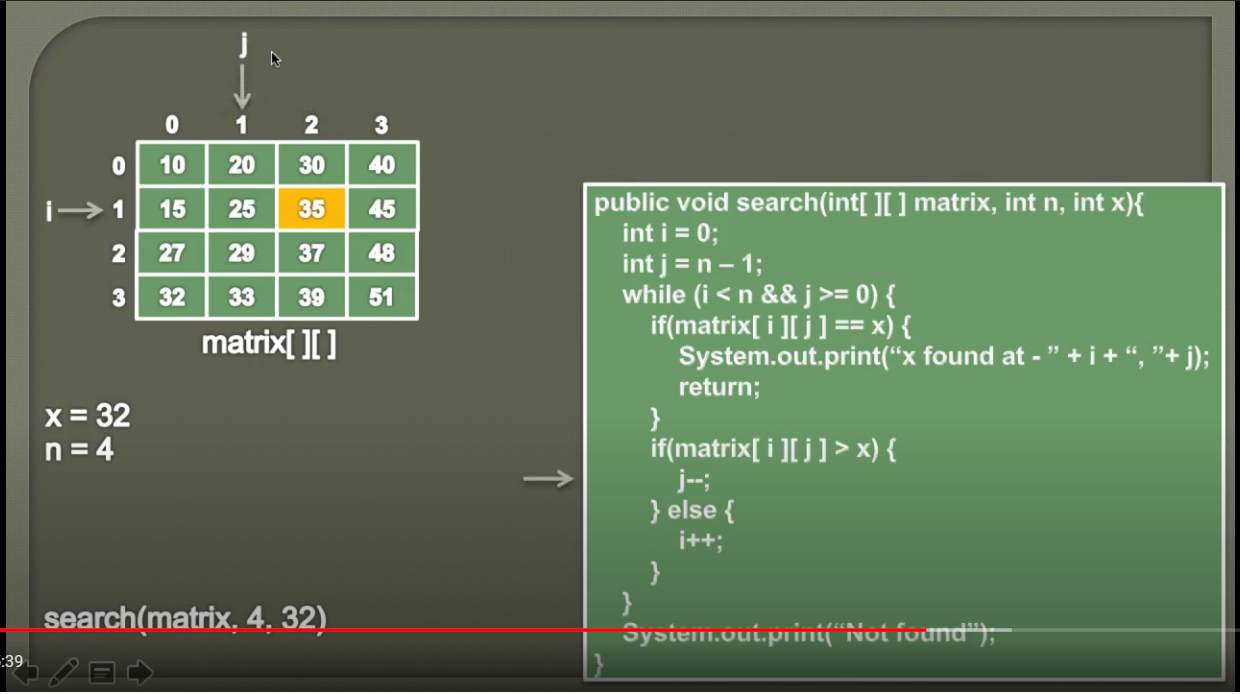 j
0 1 2 3
0 10 20 30 40
i 1 15 25 35 45
2 27 29 37 48
3 32 33 39 51
matrix[ ][ ]
x = 32
n = 4
search(matrix, 4, 32)
public void search(int[ ][ ] matrix, int n, int x){
int i = 0;
int j = n – 1;
while (i < n && j >= 0) {
if(matrix[ i ][ j ] == x) {
System.out.print(“x found at - ” + i + “, ”+ j);
return;
}
if(matrix[ i ][ j ] > x) {
j--;
} else {
i++;
}
}
System.out.print(“Not found”);
}
:39